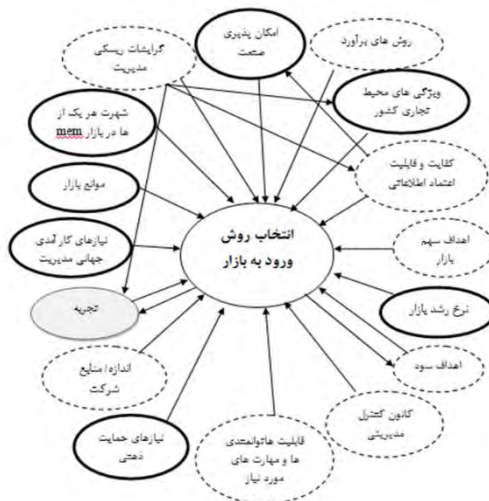 امکان پذیری
صنعت
روش های برآورد
گرایشات ریسکی
مدیریت
ویژگی های محیط
تجاری کشور
شهرت هر یک از
ها در بازار mem
کفایت و قابلیت
اعتماد اطلاعاتی
موانع بازار
انتخاب روش
ورود به بازار
اهداف سهم
بازار
نیازهای کارآمدی
جهانی مدیریت
نرخ رشد بازار
تجربه
اهداف سود
اندازه/ منابع
شرکت
کانون کنترل
مدیریتی
نیازهای حمایت
ذهنی
قابلیت هاتوانمندی
ها و مهارت های
مورد نیاز